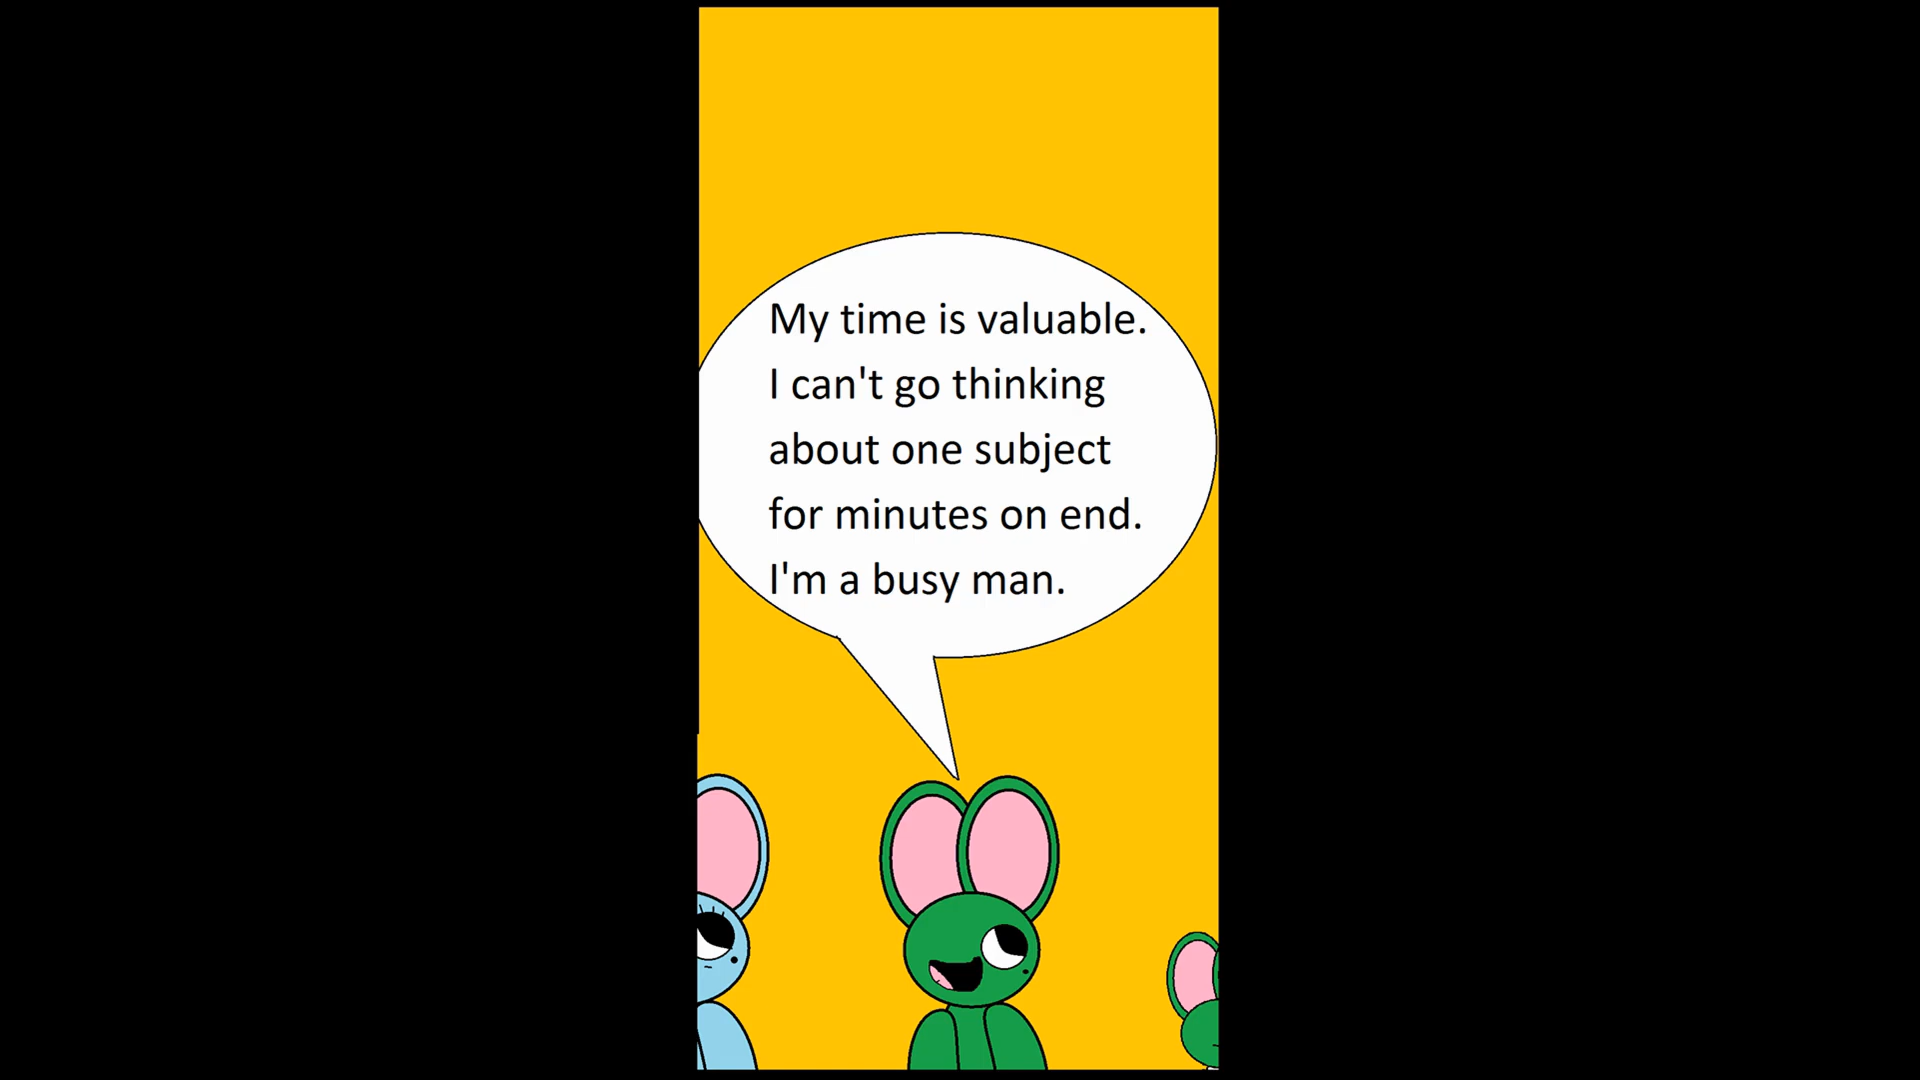 My time is valuable.
I can't go thinking
about one subject
for minutes on end.
I'm a busy man.